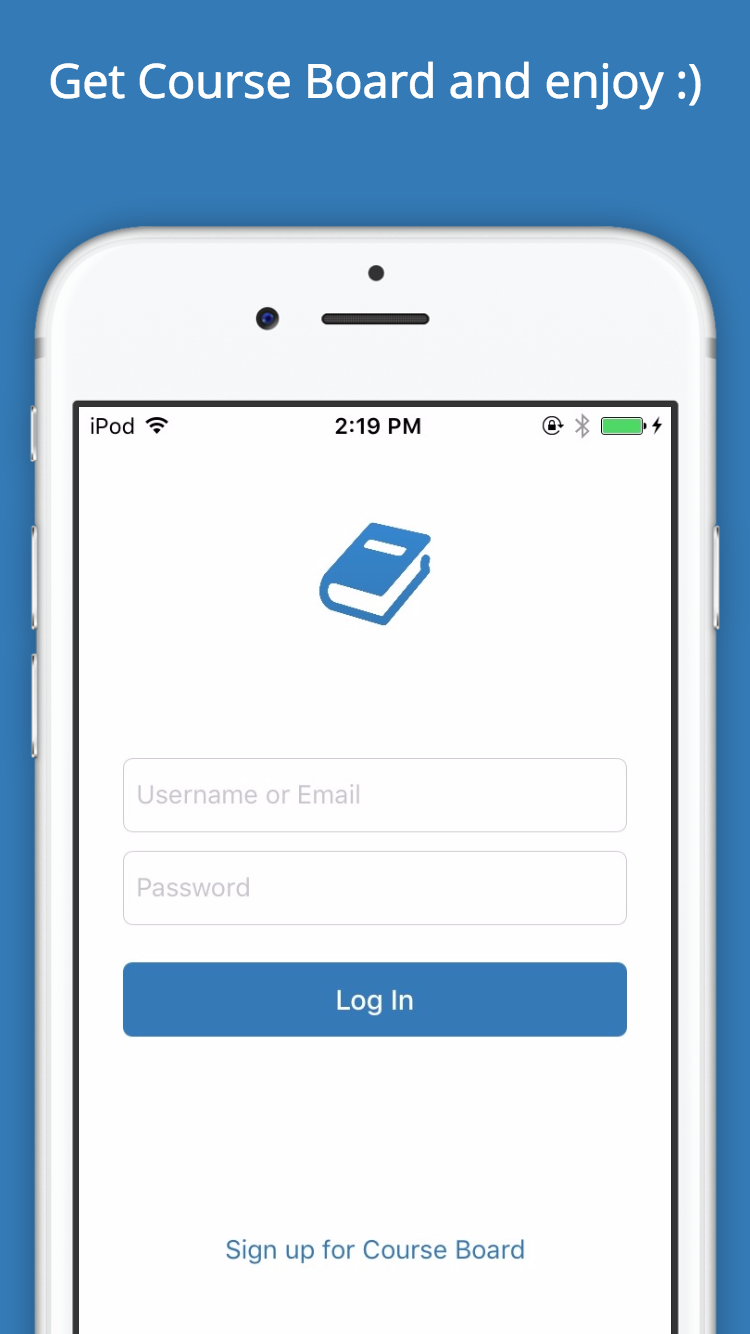 Get Course Board and enjoy :)
iPod 2:19 PM
Username or Email
Password
Log In
Sign up for Course Board